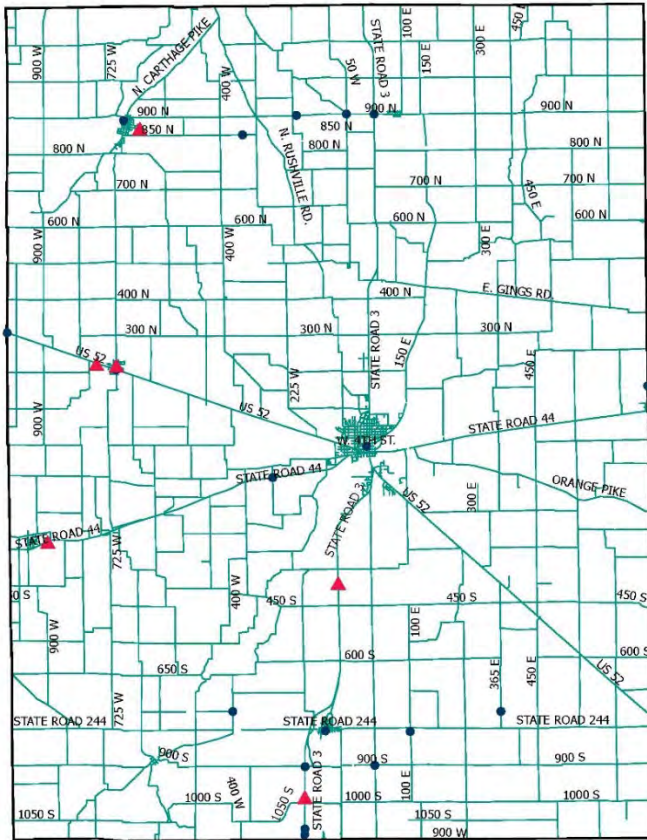 450 E
100 E
STATE ROAD 3
300 E
900 W
725 W
N. CARTHAGE PIKE
400 W
50 W
150 E
900 N
900 N
900 N
850 N
850 N
800 N
800 N
N. RUSHVILLE RD.
700 N
700 N
700 N
450 E
600 N
600 N
600 N
600 N
900 W
400 W
300 E
E. GINGS RD.
400 N
400 N
300 N
300 N
300 N
STATE ROAD 3
150 E
US 52
225 W
450 E
US 52
900 W
STATE ROAD 44
W. 4TH ST.
STATE ROAD 44
ORANGE PIKE
US 52
300 E
STATE ROAD 3
STATE ROAD 44
725 W
400 W
0 S
450 S
450 S
450 S
900 W
100 E
600 S
600 S
650 S
365 E
450 E
US 52
725 W
STATE ROAD 244
STATE ROAD 244
STATE ROAD 244
900 S
900 S
900 S
400 W
1050 S
STATE ROAD 3
100 E
1000 S
1000 S
1000 S
1050 S
1050 S
900 W